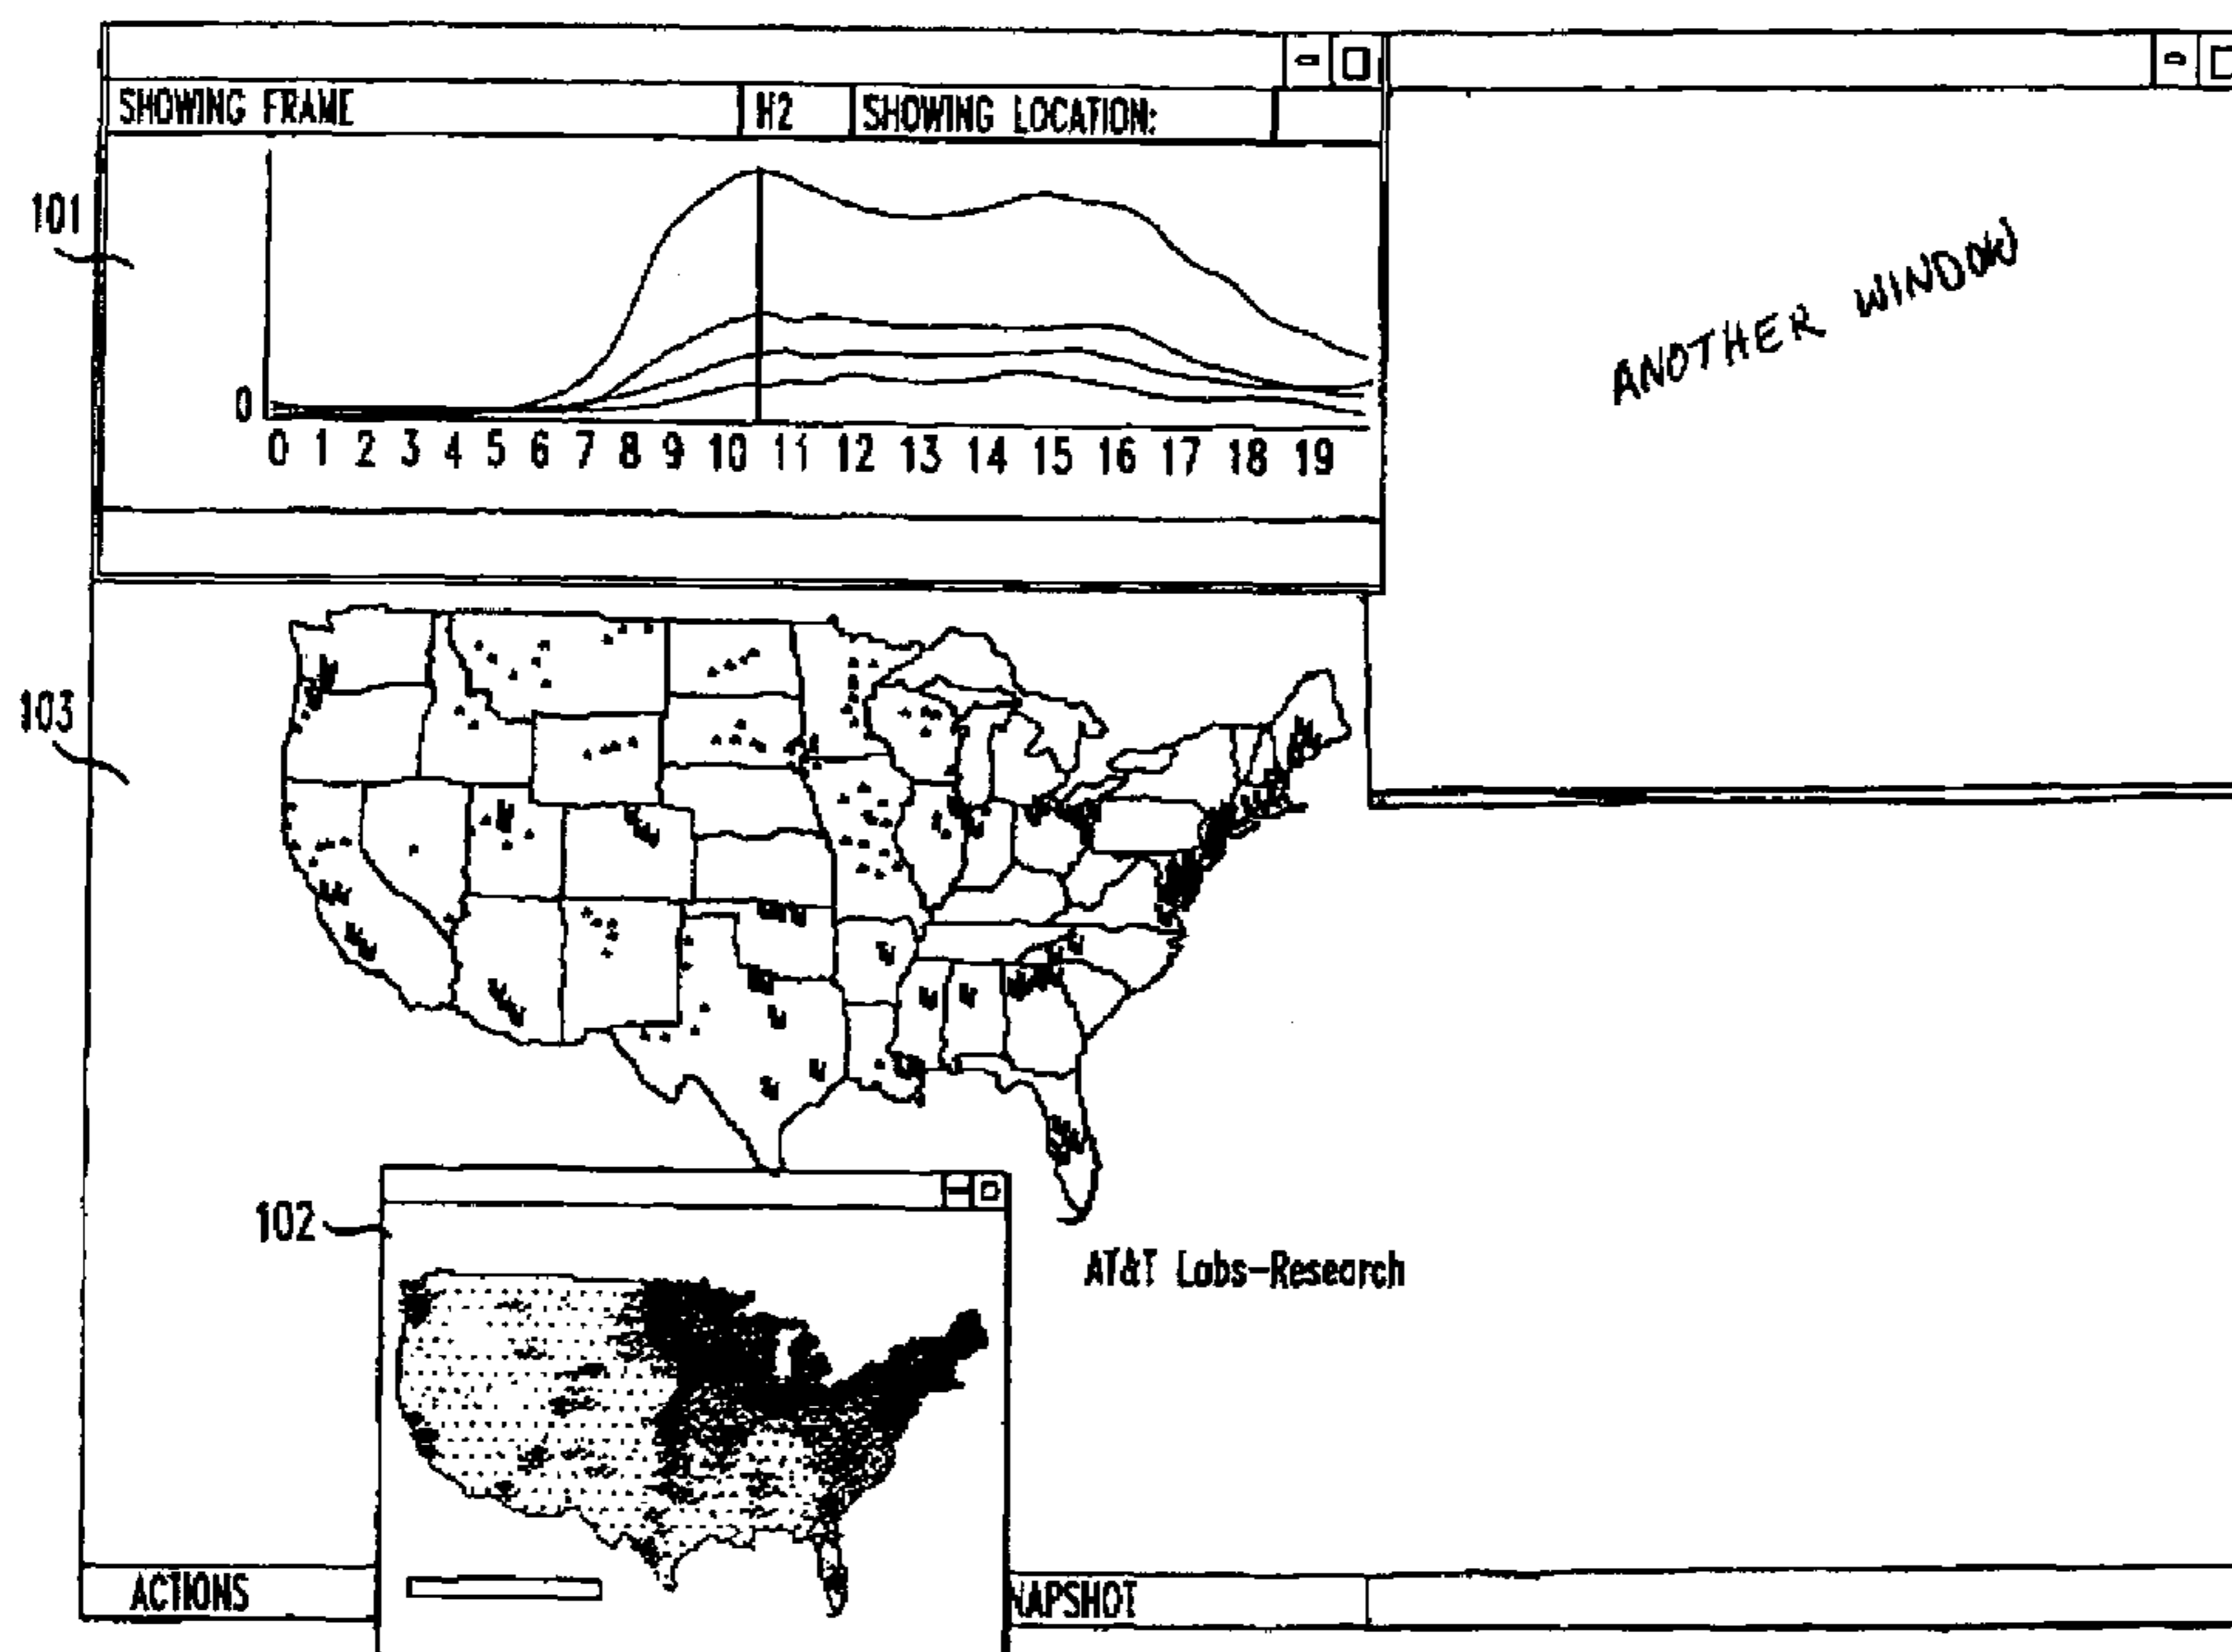 SHOWING FRAME H2 SHOWING LOCATION:
101
ANOTHER WINDOW
0
0 1 2 3 4 5 6 7 8 9 10 11 12 13 14 15 16 17 18 19
103
102
AT&T Labs-Research
ACTIONS
NAPSHOT